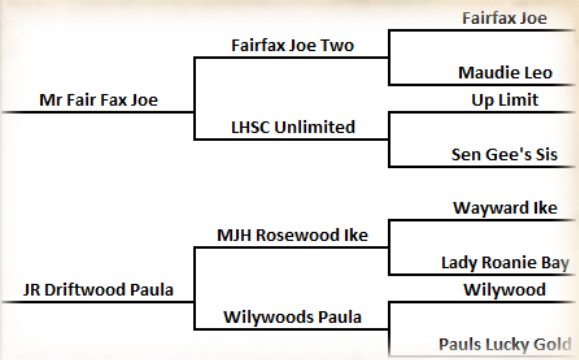 Fairfax Joe
Fairfax Joe Two
Maudie Leo
Mr Fair Fax Joe
Up Limit
LHSC Unlimited
Sen Gee's Sis
Wayward Ike
MJH Rosewood Ike
Lady Roanie Bay
JR Driftwood Paula
Wilywood
Wilywoods Paula
Pauls Lucky Gold